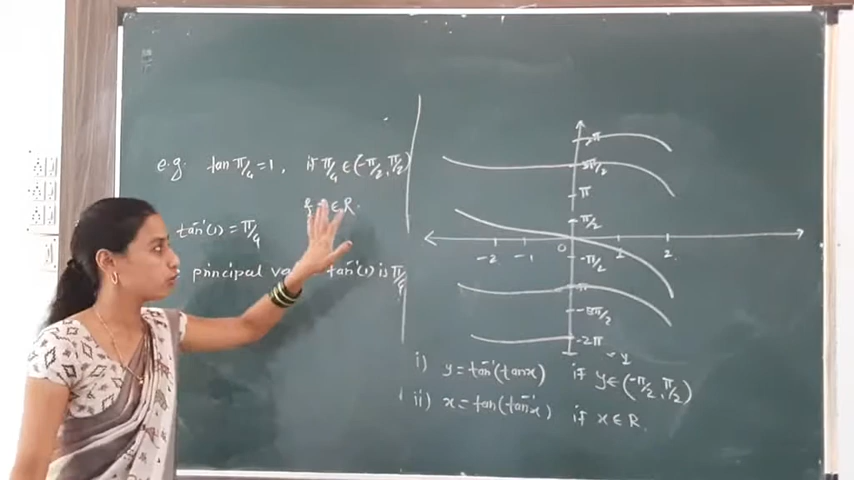 e.g. tan π/4 = 1, if π/4 ∈ (-π/2, π/2)
∈ R.
tan⁻¹(1) = π/4
principal tan⁻¹(1) is π/4
2π
3π/2
π
π/2
-2 -1 0 1 2
-π/2
-π
-3π/2
-2π
-y
i) y = tan⁻¹(tan x) if y ∈ (-π/2, π/2)
ii) x = tan(tan⁻¹x) if x ∈ R.